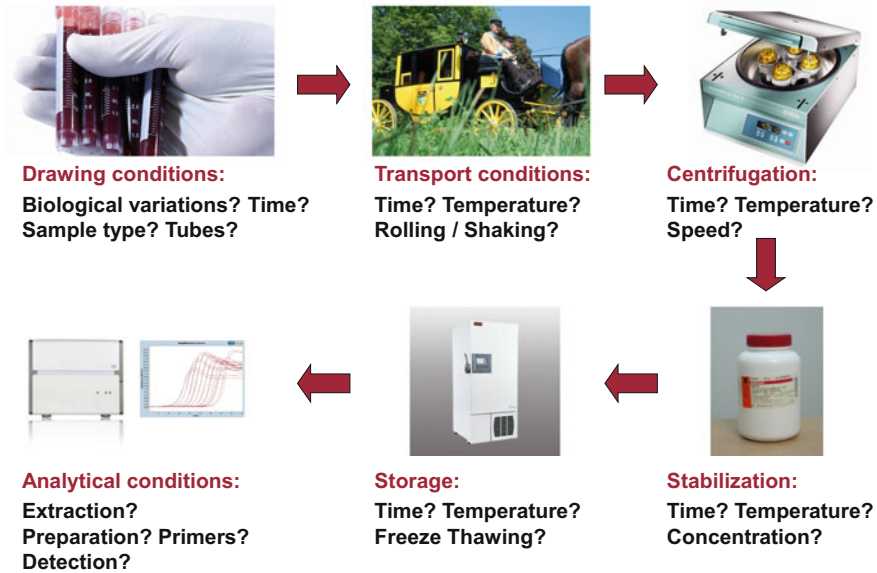 Drawing conditions:
Biological variations? Time?
Sample type? Tubes?
Transport conditions:
Time? Temperature?
Rolling / Shaking?
Centrifugation:
Time? Temperature?
Speed?
Analytical conditions:
Extraction?
Preparation? Primers?
Detection?
Storage:
Time? Temperature?
Freeze Thawing?
Stabilization:
Time? Temperature?
Concentration?